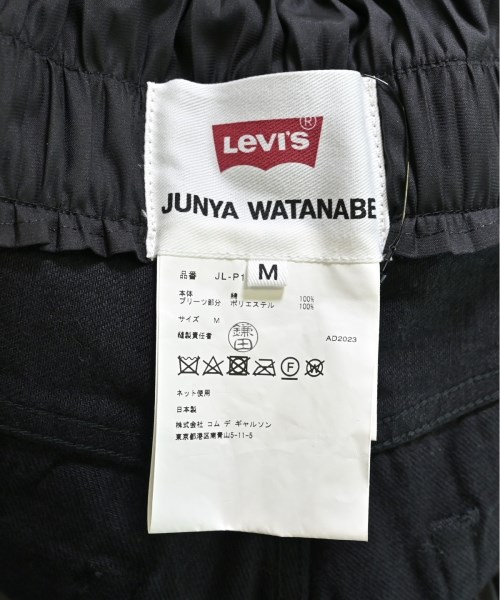 LEVI'S ®
JUNYA WATANABE
M
品番 JL-P1
本体 綿 100%
プリーツ部分 ポリエステル 100%
サイズ M
縫製責任者 鎌田 AD2023
ネット使用
日本製
株式会社 コム デ ギャルソン
東京都港区南青山5-11-5